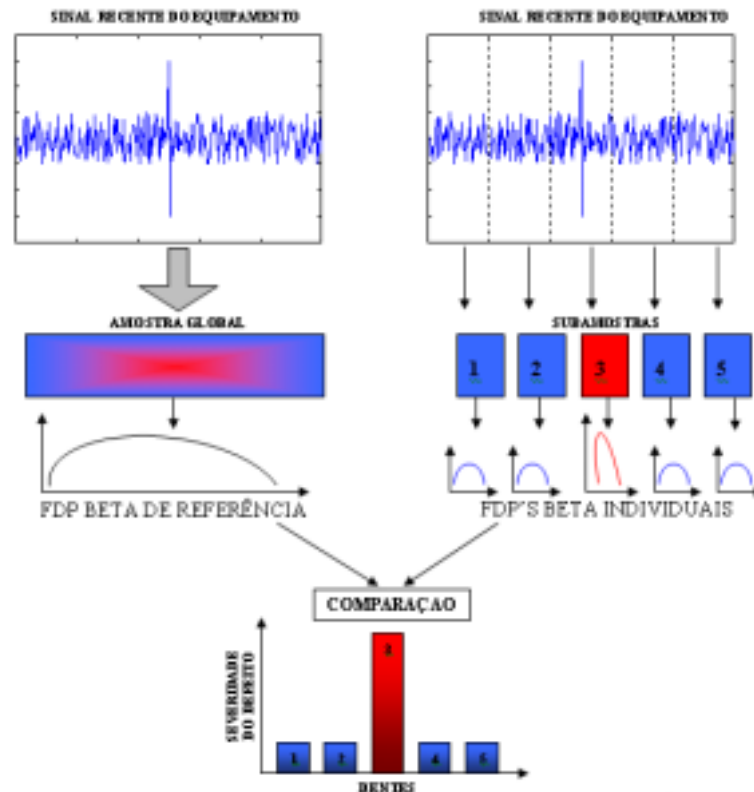 SINAL RECENTE DO EQUIPAMENTO
SINAL RECENTE DO EQUIPAMENTO
AMOSTRA GLOBAL
SUBAMOSTRAS
1 2 3 4 5
FDP BETA DE REFERÊNCIA
FDP'S BETA INDIVIDUAIS
COMPARAÇAO
SEVERIDADE
DO DEFEITO
1 2 3 4 5
DENTES